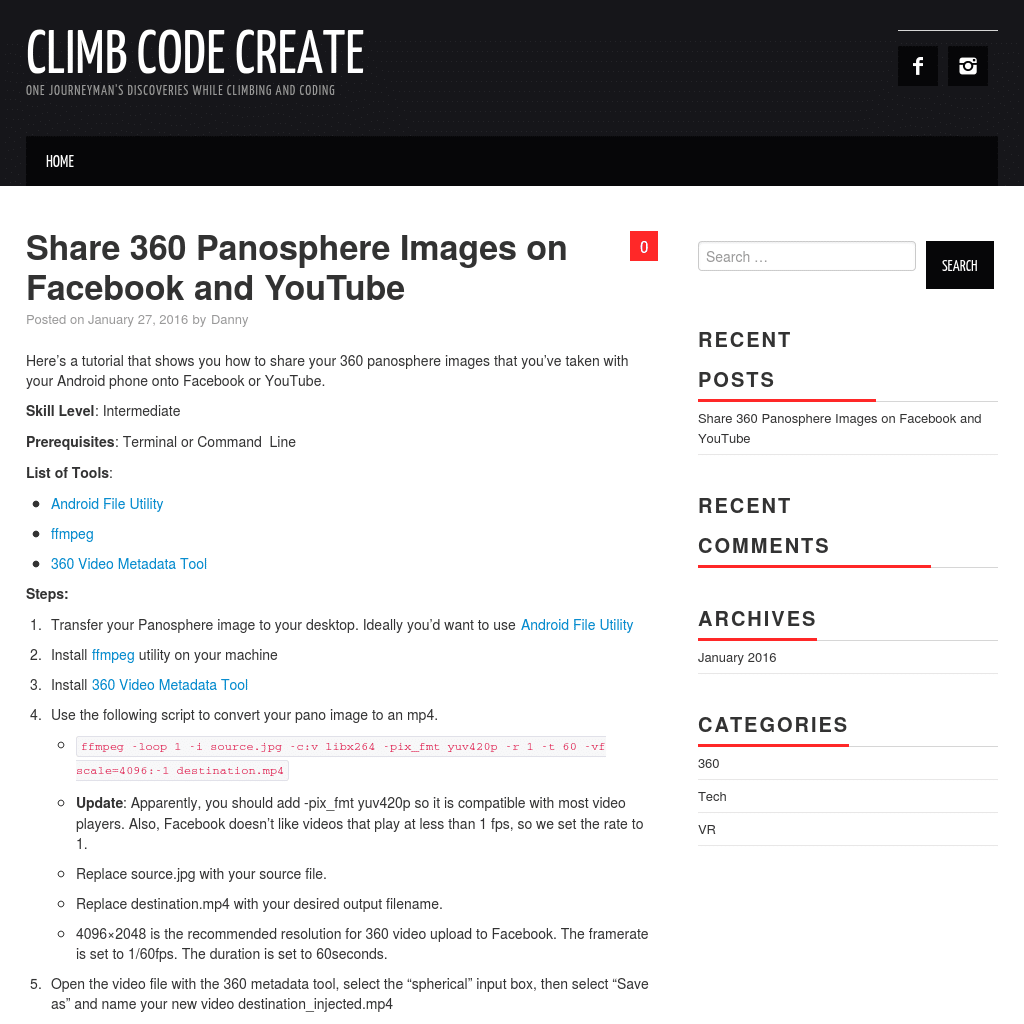 CLIMB CODE CREATE
ONE JOURNEYMAN'S DISCOVERIES WHILE CLIMBING AND CODING
HOME
Share 360 Panosphere Images on
Facebook and YouTube
0
Posted on January 27, 2016 by Danny
Here’s a tutorial that shows you how to share your 360 panosphere images that you’ve taken with
your Android phone onto Facebook or YouTube.
Skill Level: Intermediate
Prerequisites: Terminal or Command Line
List of Tools:
Android File Utility
ffmpeg
360 Video Metadata Tool
Steps:
1. Transfer your Panosphere image to your desktop. Ideally you’d want to use Android File Utility
2. Install ffmpeg utility on your machine
3. Install 360 Video Metadata Tool
4. Use the following script to convert your pano image to an mp4.
ffmpeg -loop 1 -i source.jpg -c:v libx264 -pix_fmt yuv420p -r 1 -t 60 -vf
scale=4096:-1 destination.mp4
Update: Apparently, you should add -pix_fmt yuv420p so it is compatible with most video
players. Also, Facebook doesn’t like videos that play at less than 1 fps, so we set the rate to
1.
Replace source.jpg with your source file.
Replace destination.mp4 with your desired output filename.
4096×2048 is the recommended resolution for 360 video upload to Facebook. The framerate
is set to 1/60fps. The duration is set to 60seconds.
5. Open the video file with the 360 metadata tool, select the “spherical” input box, then select “Save
as” and name your new video destination_injected.mp4
Search …
SEARCH
RECENT
POSTS
Share 360 Panosphere Images on Facebook and
YouTube
RECENT
COMMENTS
ARCHIVES
January 2016
CATEGORIES
360
Tech
VR